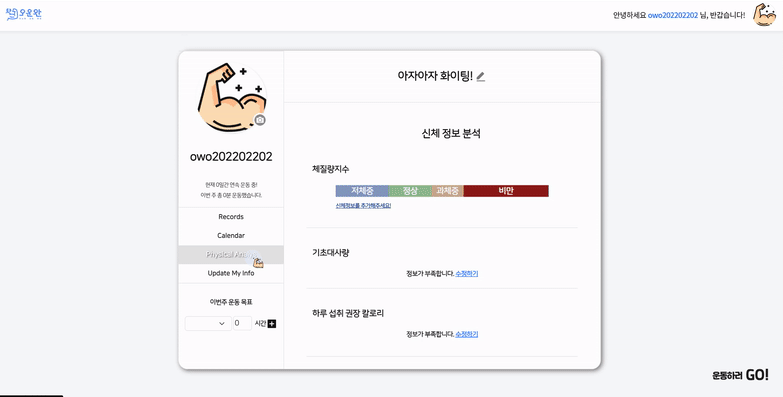 오운완
안녕하세요 owo202202202 님, 반갑습니다!
아자아자 화이팅!
owo202202202
현재 0일간 연속 운동 중!
이번 주 총 0분 운동했습니다.
Records
Calendar
Physical
Update My Info
이번주 운동 목표
0 시간
신체 정보 분석
체질량지수
저체중 정상 과체중 비만
신체정보를 추가해주세요!
기초대사량
정보가 부족합니다. 수정하기
하루 섭취 권장 칼로리
정보가 부족합니다. 수정하기
운동하러 GO!